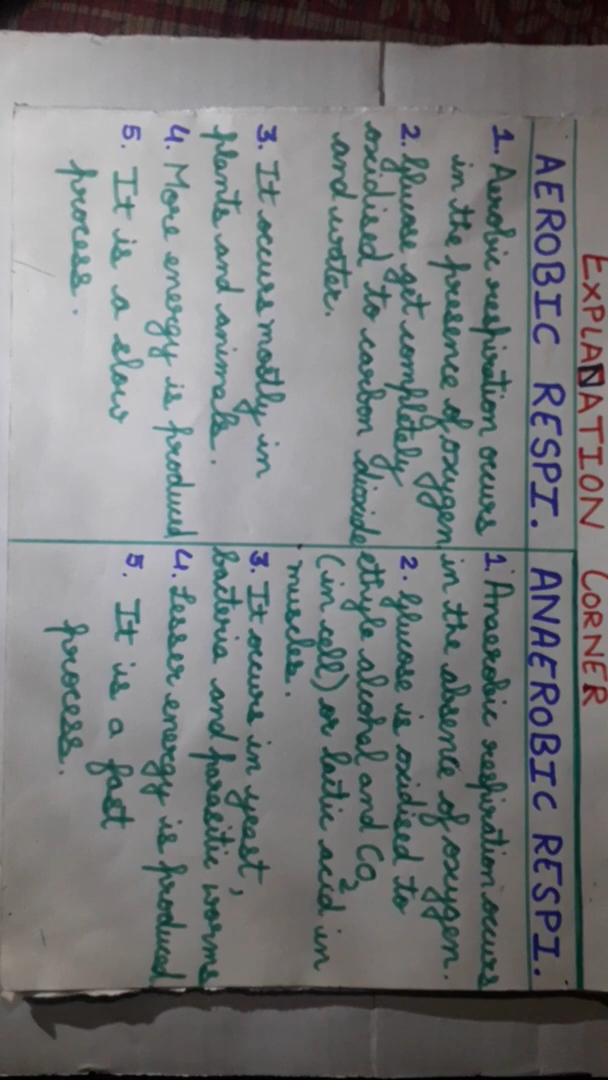 EXPLANATION CORNER
AEROBIC RESPI.
1. Aerobic respiration occurs
in the presence of oxygen.
2. Glucose get completely
oxidised to carbon dioxide
and water.
3. It occurs mostly in
plants and animals.
4. More energy is produced
5. It is a slow
process.
ANAEROBIC RESPI.
1. Anaerobic respiration occurs
in the absence of oxygen.
2. Glucose is oxidised to
ethyle alcohal and CO2
(in cell) or latic acid in
muscles.
3. It occurs in yeast,
bacteria and parasitic worms
4. Lesser energy is produced
5. It is a fast
process.